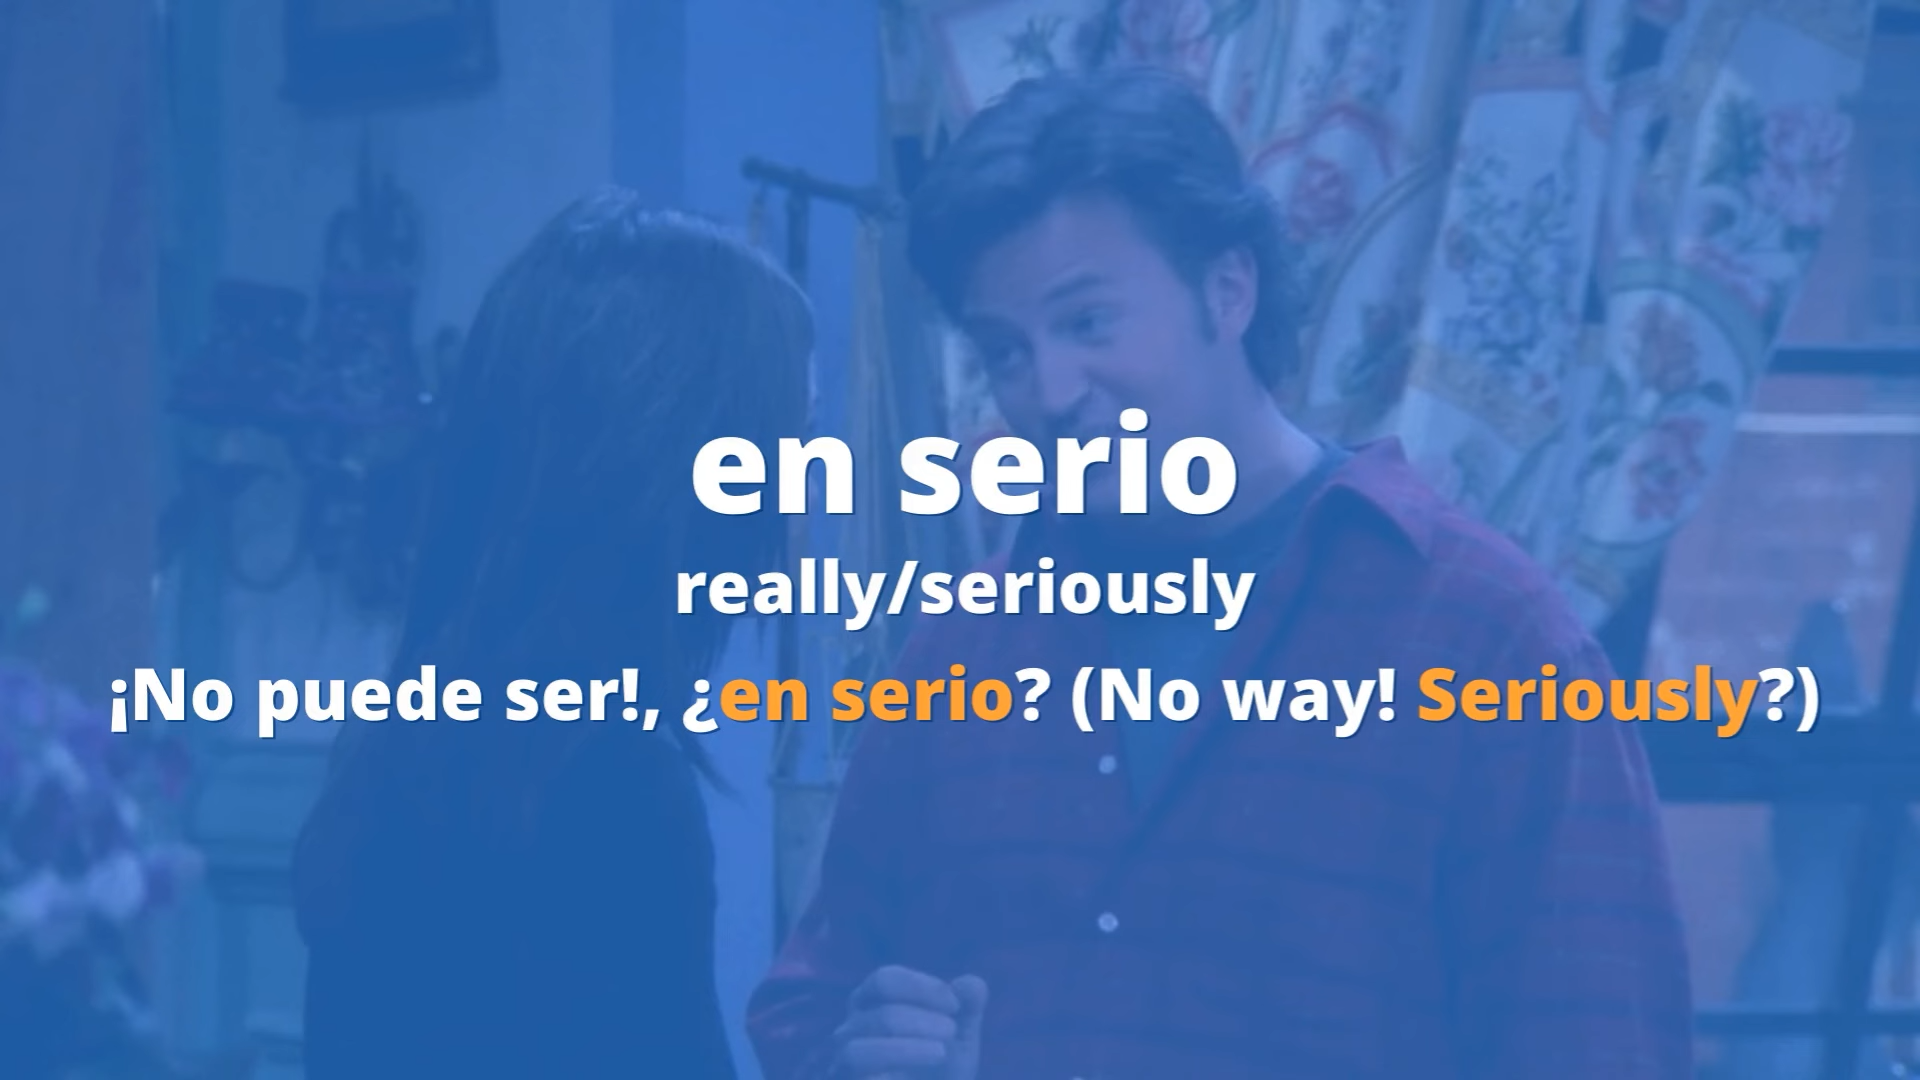 en serio
really/seriously
¡No puede ser!, ¿en serio? (No way! Seriously?)